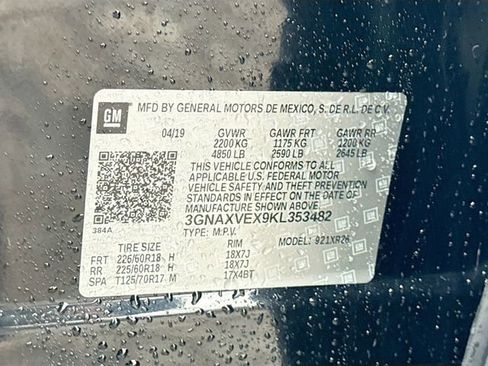 GM
MFD BY GENERAL MOTORS DE MEXICO, S. DE R.L. DE C.V.
04/19 GVWR GAWR FRT GAWR RR
2200KG 1175 KG 1200 KG
4850 LB 2590 LB 2645 LB
THIS VEHICLE CONFORMS TO ALL
APPLICABLE U.S. FEDERAL MOTOR
VEHICLE SAFETY AND THEFT PREVENTION
STANDARDS IN EFFECT ON THE DATE OF
MANUFACTURE SHOWN ABOVE.
3GNAXVEX9KL353482
384A TYPE: M.P.V. MODEL: 921XR26
TIRE SIZE RIM
FRT 225/60R18 H 18X7J
RR 225/60R18 H 18X7J
SPA T125/70R17 M 17X4BT